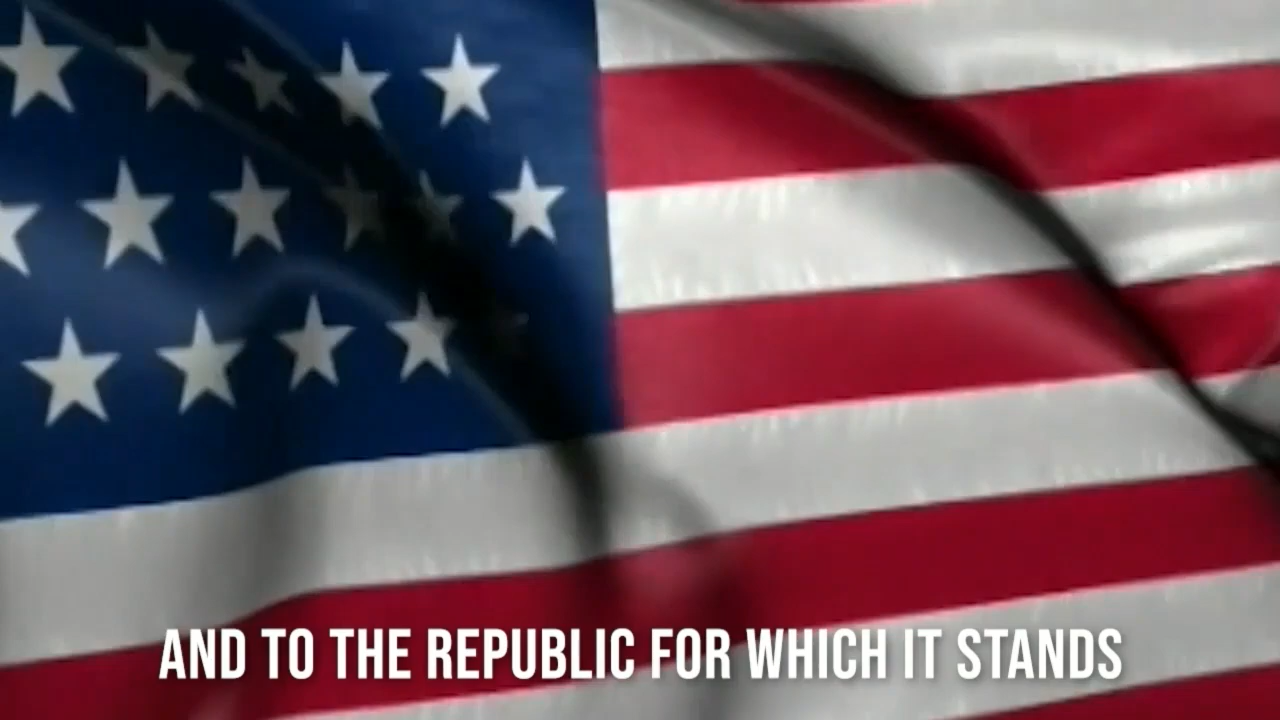 AND TO THE REPUBLIC FOR WHICH IT STANDS